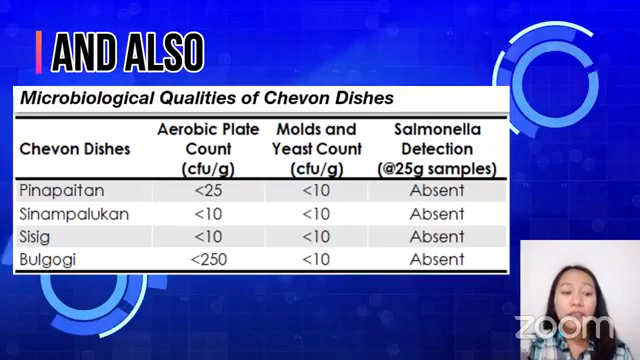 AND ALSO
Microbiological Qualities of Chevon Dishes
Chevon Dishes Aerobic Plate Count (cfu/g) Molds and Yeast Count (cfu/g) Salmonella Detection (@25g samples)
Pinapaitan <25 <10 Absent
Sinampalukan <10 <10 Absent
Sisig <10 <10 Absent
Bulgogi <250 <10 Absent
zoom